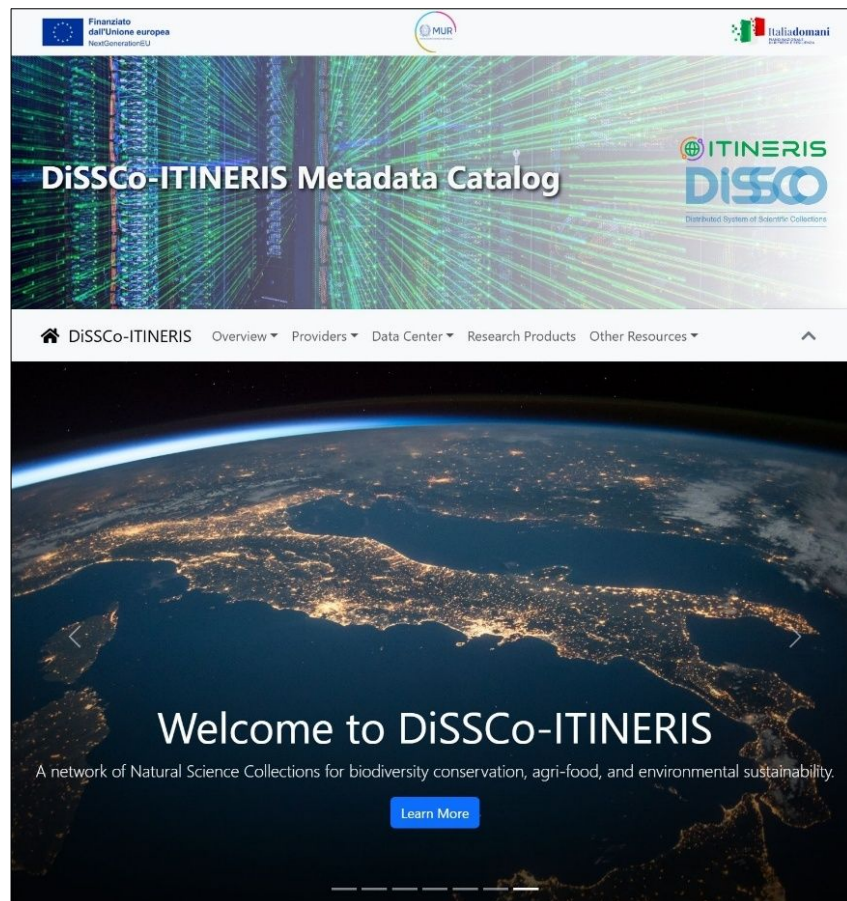 Finanziato
dall'Unione europea
NextGenerationEU
MUR
Italiadomani
DiSSCo-ITINERIS Metadata Catalog
ITINERIS
DiSSCo
Distributed System of Scientific Collections
DiSSCo-ITINERIS Overview Providers Data Center Research Products Other Resources
Welcome to DiSSCo-ITINERIS
A network of Natural Science Collections for biodiversity conservation, agri-food, and environmental sustainability.
Learn More